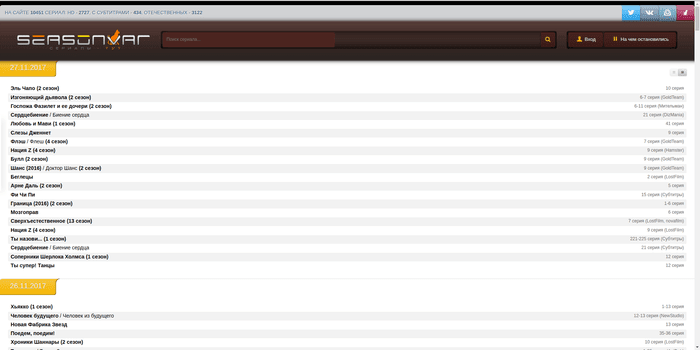 НА САЙТЕ 16451 СЕРИАЛ HD - 2727, С СУБТИТРАМИ - 434, ОТЕЧЕСТВЕННЫХ - 3122
SEASONVAR
СЕРИАЛЫ ТУТ
Поиск сериала...
Вход
На чем остановились
27.11.2017
Эль Чапо (2 сезон) 10 серия
Изгоняющий дьявола (2 сезон) 6-7 серия (GoldTeam)
Госпожа Фазилет и ее дочери (2 сезон) 8-11 серия (Мительжан)
Сердцебиение / Биение сердца 21 серия (DizMania)
Любовь и Мави (1 сезон) 41 серия
Слезы Дженнет 9 серия
Флэш / Флеш (4 сезон) 7 серия (GoldTeam)
Нация Z (4 сезон) 9 серия (Hamster)
Булл (2 сезон) 9 серия (GoldTeam)
Шанс (2016) / Доктор Шанс (2 сезон) 9 серия (GoldTeam)
Беглецы 2 серия (LostFilm)
Арне Даль (2 сезон) 5 серия
Фи Чи Пи 15 серия (Субтитры)
Граница (2016) (2 сезон) 1-6 серия
Мозгоправ 6 серия
Сверхъестественное (13 сезон) 7 серия (LostFilm, novafilm)
Нация Z (4 сезон) 9 серия (LostFilm)
Ты назови... (1 сезон) 221-225 серия (Субтитры)
Сердцебиение / Биение сердца 21 серия (Субтитры)
Соперники Шерлока Холмса (1 сезон) 12 серия
Ты супер! Танцы 12 серия
26.11.2017
Хьякко (1 сезон) 1-13 серия
Человек будущего / Человек из будущего 12-13 серия (NewStudio)
Новая Фабрика Звезд 13 серия
Поедем, поедим! 35-36 серия
Хроники Шаннары (2 сезон) 10 серия (LostFilm)